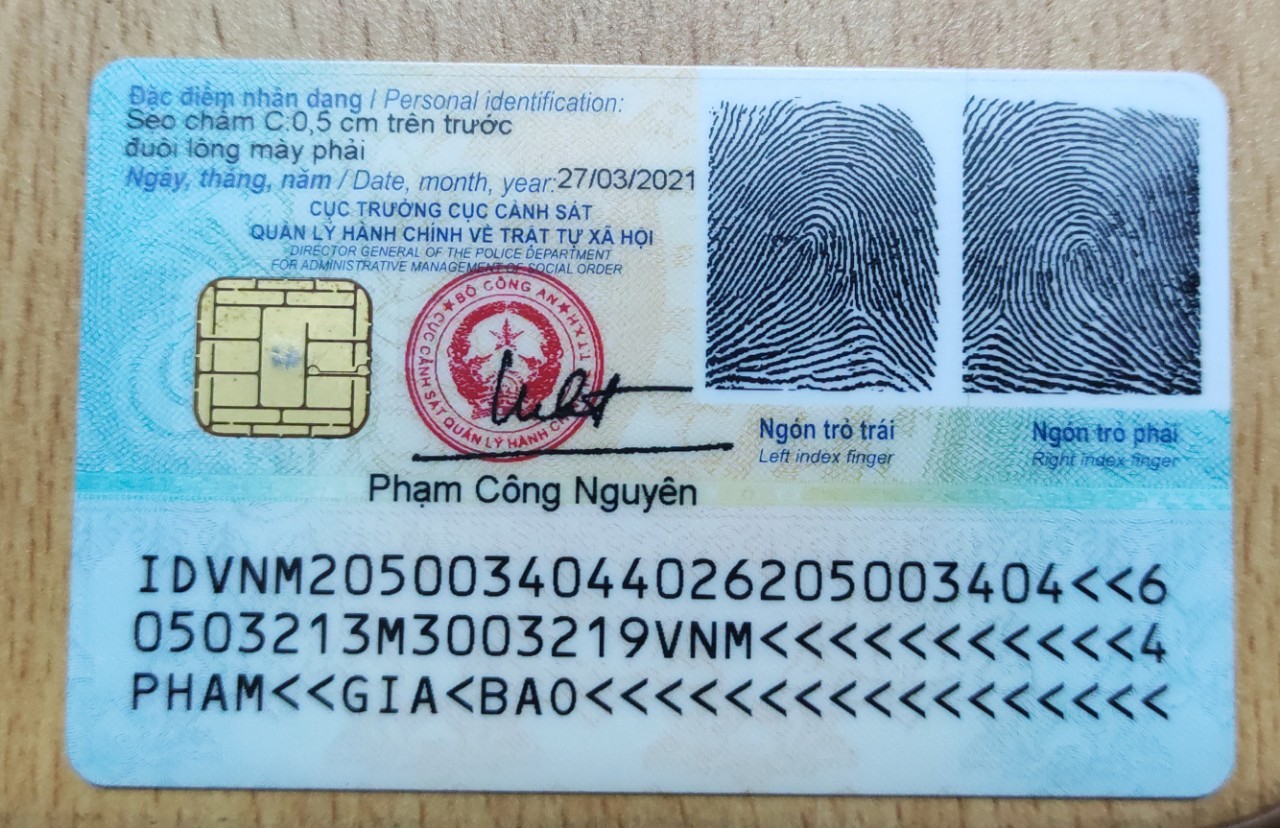 Đặc điểm nhân dạng / Personal identification:
Sẹo chấm C:0,5 cm trên trước
đuôi lông mày phải
Ngày, tháng, năm / Date, month, year:27/03/2021
CỤC TRƯỞNG CỤC CẢNH SÁT
QUẢN LÝ HÀNH CHÍNH VỀ TRẬT TỰ XÃ HỘI
DIRECTOR GENERAL OF THE POLICE DEPARTMENT
FOR ADMINISTRATIVE MANAGEMENT OF SOCIAL ORDER
BỘ CÔNG AN
CỤC CẢNH SÁT QUẢN LÝ HÀNH TTXH
Ngón trỏ trái
Left index finger
Ngón trỏ phải
Right index finger
Phạm Công Nguyên
IDVNM2050034044026205003404<<6
0503213M3003219VNM<<<<<<<<<<<4
PHAM<<GIA<BAO<<<<<<<<<<<<<<<<<